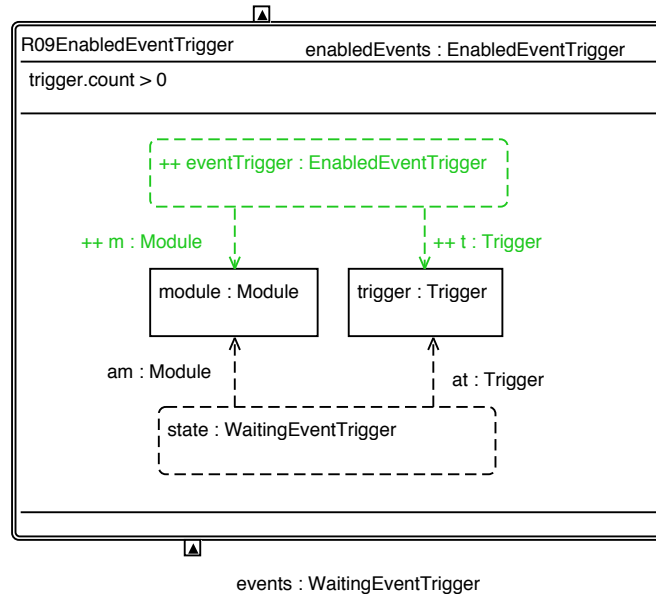 R09EnabledEventTrigger
enabledEvents : EnabledEventTrigger
trigger.count > 0
++ eventTrigger : EnabledEventTrigger
++ m : Module
++ t : Trigger
module : Module
trigger : Trigger
am : Module
at : Trigger
state : WaitingEventTrigger
events : WaitingEventTrigger